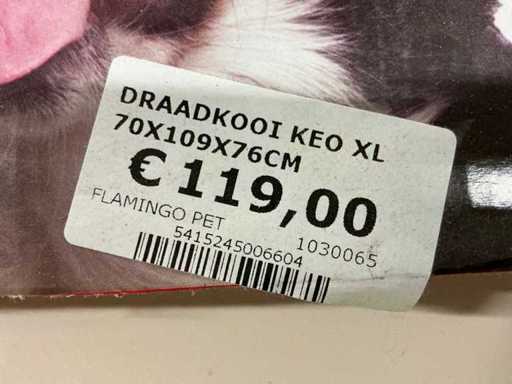 DRAADKOOI KEO XL
70X109X76CM
€ 119,00
FLAMINGO PET 1030065
5415245006604